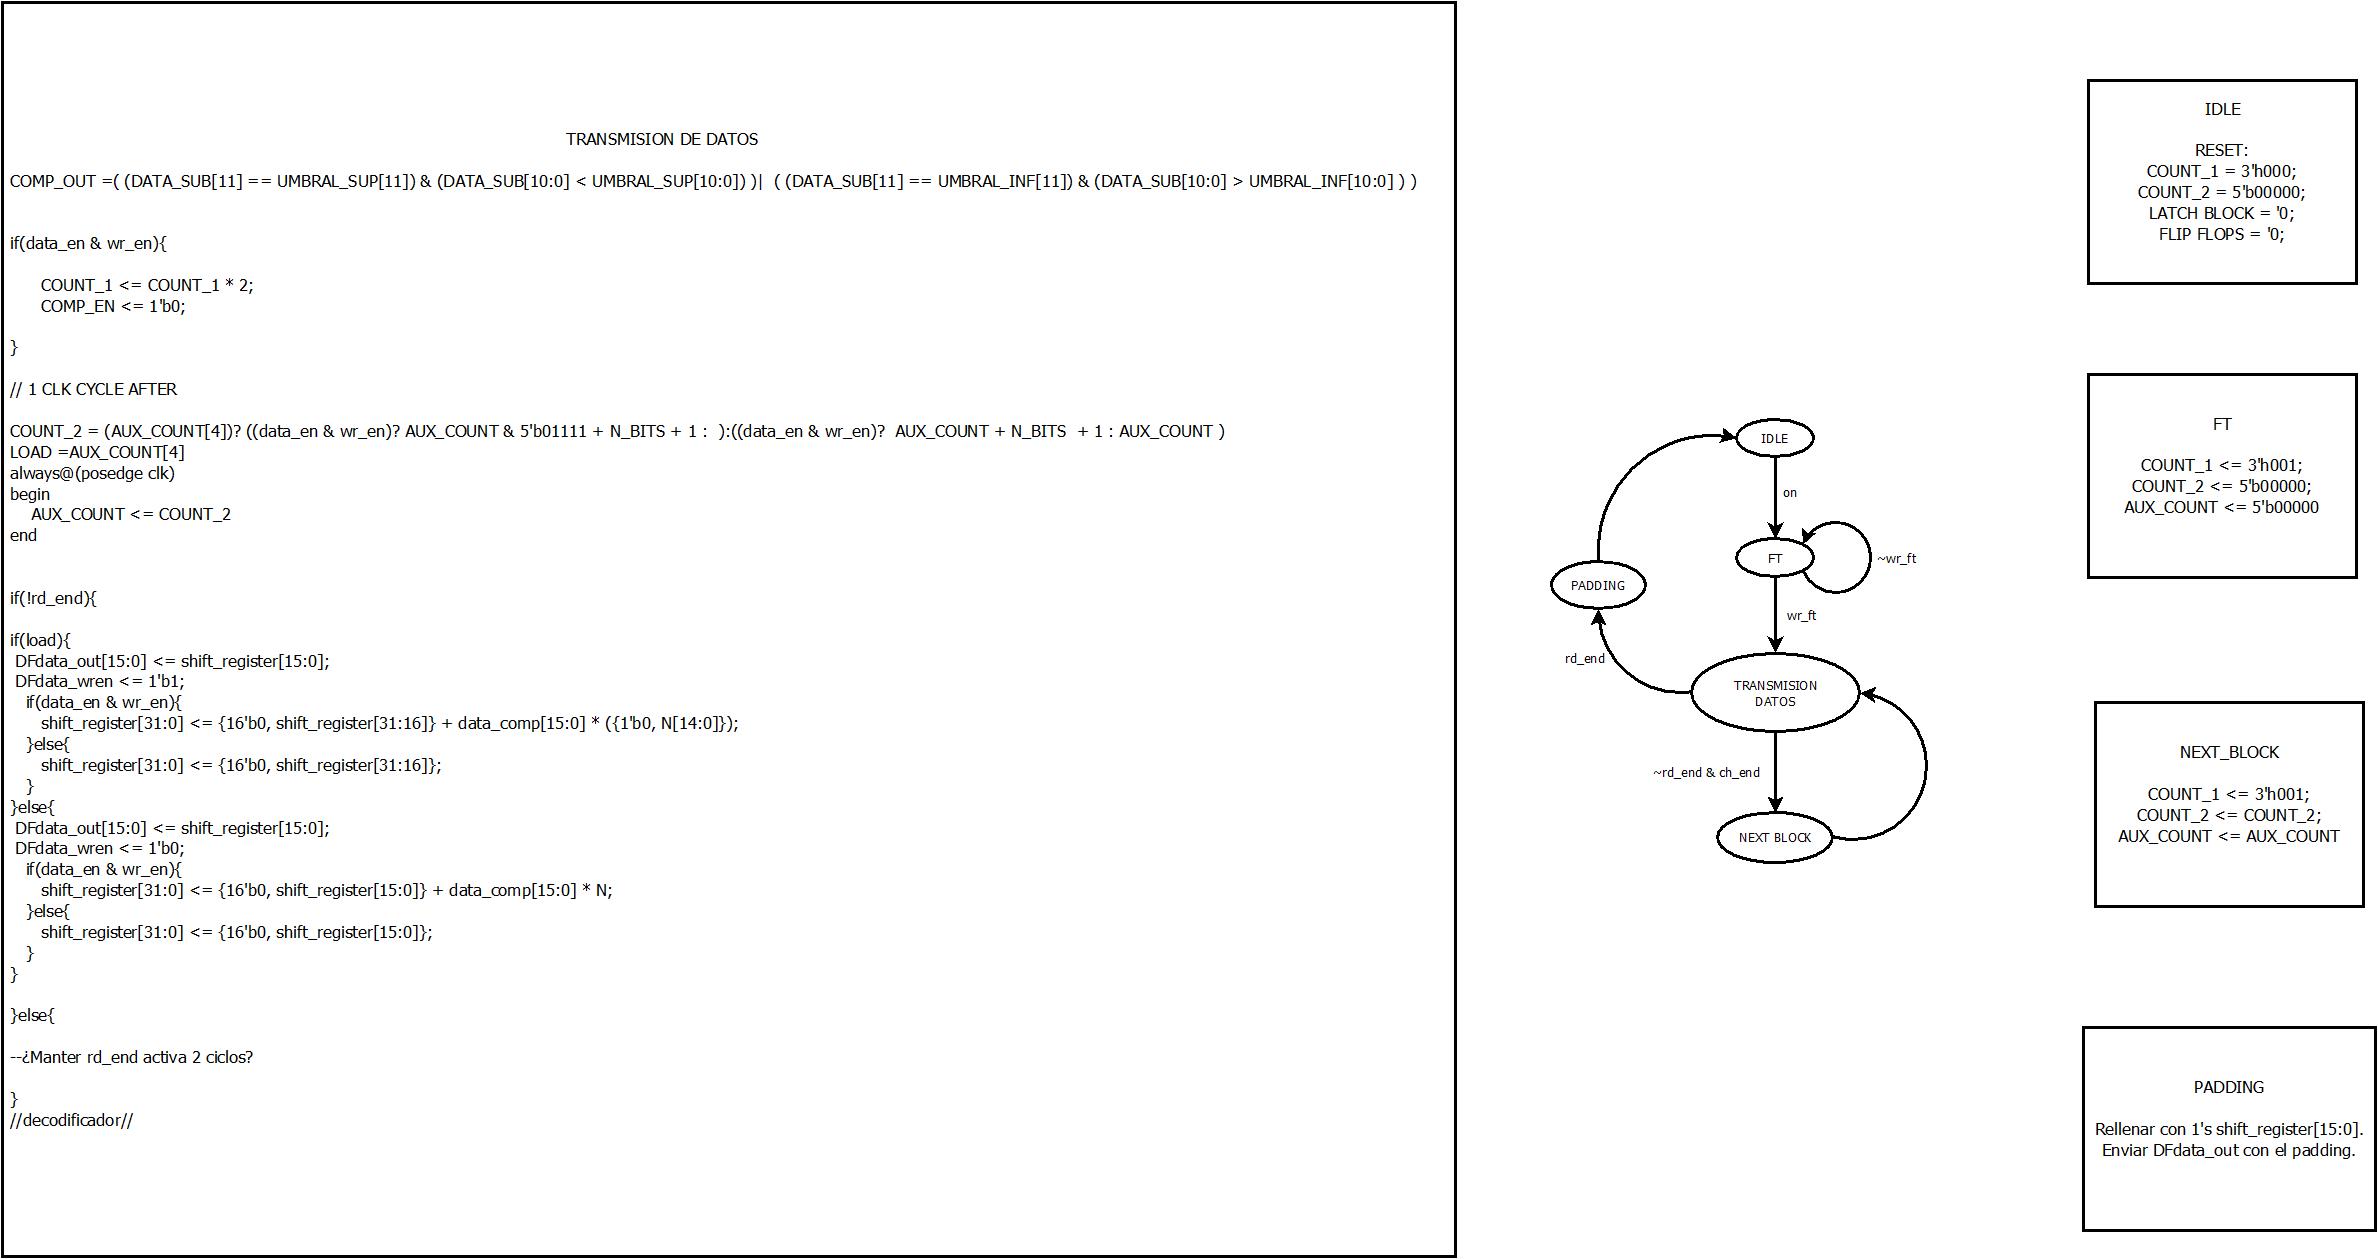 TRANSMISION DE DATOS
COMP_OUT =( (DATA_SUB[11] == UMBRAL_SUP[11]) & (DATA_SUB[10:0] < UMBRAL_SUP[10:0]) )| ( (DATA_SUB[11] == UMBRAL_INF[11]) & (DATA_SUB[10:0] > UMBRAL_INF[10:0] ) )
if(data_en & wr_en){
COUNT_1 <= COUNT_1 * 2;
COMP_EN <= 1'b0;
}
// 1 CLK CYCLE AFTER
COUNT_2 = (AUX_COUNT[4])? ((data_en & wr_en)? AUX_COUNT & 5'b01111 + N_BITS + 1 : ):((data_en & wr_en)? AUX_COUNT + N_BITS + 1 : AUX_COUNT )
LOAD =AUX_COUNT[4]
always@(posedge clk)
begin
AUX_COUNT <= COUNT_2
end
if(!rd_end){
if(load){
DFdata_out[15:0] <= shift_register[15:0];
DFdata_wren <= 1'b1;
if(data_en & wr_en){
shift_register[31:0] <= {16'b0, shift_register[31:16]} + data_comp[15:0] * ({1'b0, N[14:0]});
}else{
shift_register[31:0] <= {16'b0, shift_register[31:16]};
}
}else{
DFdata_out[15:0] <= shift_register[15:0];
DFdata_wren <= 1'b0;
if(data_en & wr_en){
shift_register[31:0] <= {16'b0, shift_register[15:0]} + data_comp[15:0] * N;
}else{
shift_register[31:0] <= {16'b0, shift_register[15:0]};
}
}
}else{
--¿Manter rd_end activa 2 ciclos?
}
//decodificador//
IDLE
on
FT
~wr_ft
PADDING
wr_ft
rd_end
TRANSMISION
DATOS
~rd_end & ch_end
NEXT BLOCK
IDLE
RESET:
COUNT_1 = 3'h000;
COUNT_2 = 5'b00000;
LATCH BLOCK = '0;
FLIP FLOPS = '0;
FT
COUNT_1 <= 3'h001;
COUNT_2 <= 5'b00000;
AUX_COUNT <= 5'b00000
NEXT_BLOCK
COUNT_1 <= 3'h001;
COUNT_2 <= COUNT_2;
AUX_COUNT <= AUX_COUNT
PADDING
Rellenar con 1's shift_register[15:0].
Enviar DFdata_out con el padding.